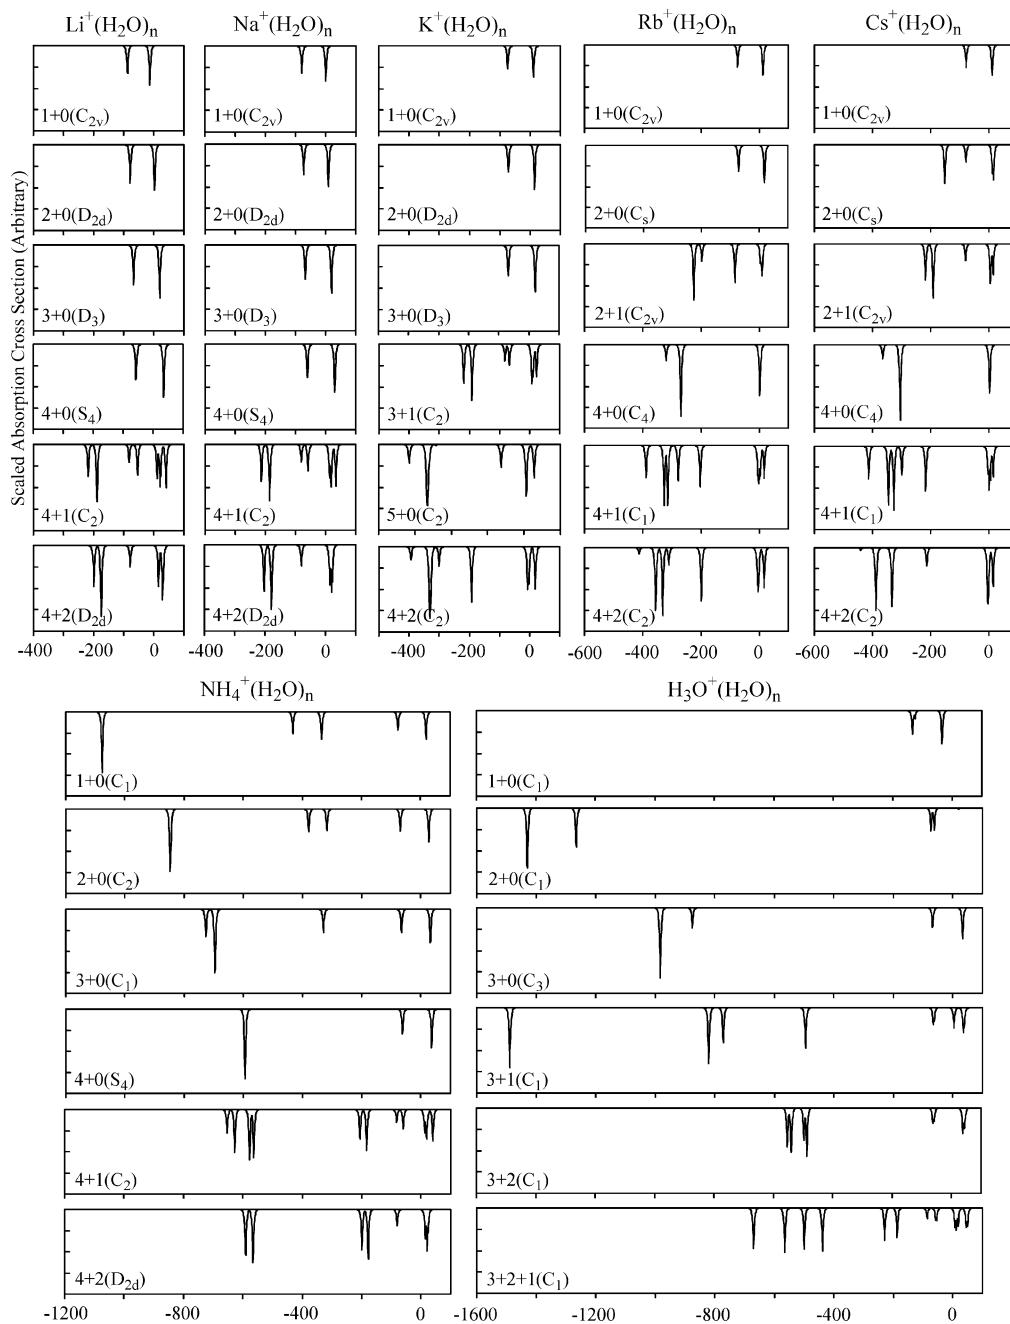 Li⁺(H₂O)ₙ Na⁺(H₂O)ₙ K⁺(H₂O)ₙ Rb⁺(H₂O)ₙ Cs⁺(H₂O)ₙ
Scaled Absorption Cross Section (Arbitrary)
1+0(C₂ᵥ) 1+0(C₂ᵥ) 1+0(C₂ᵥ) 1+0(C₂ᵥ) 1+0(C₂ᵥ)
2+0(D₂d) 2+0(D₂d) 2+0(D₂d) 2+0(Cₛ) 2+0(Cₛ)
3+0(D₃) 3+0(D₃) 3+0(D₃) 2+1(C₂ᵥ) 2+1(C₂ᵥ)
4+0(S₄) 4+0(S₄) 3+1(C₂) 4+0(C₄) 4+0(C₄)
4+1(C₂) 4+1(C₂) 5+0(C₂) 4+1(C₁) 4+1(C₁)
4+2(D₂d) 4+2(D₂d) 4+2(C₂) 4+2(C₂) 4+2(C₂)
-400 -200 0 -400 -200 0 -400 -200 0 -600 -400 -200 0 -600 -400 -200 0
NH₄⁺(H₂O)ₙ H₃O⁺(H₂O)ₙ
1+0(C₁) 1+0(C₁)
2+0(C₂) 2+0(C₁)
3+0(C₁) 3+0(C₃)
4+0(S₄) 3+1(C₁)
4+1(C₂) 3+2(C₁)
4+2(D₂d) 3+2+1(C₁)
-1200 -800 -400 0 -1600 -1200 -800 -400 0